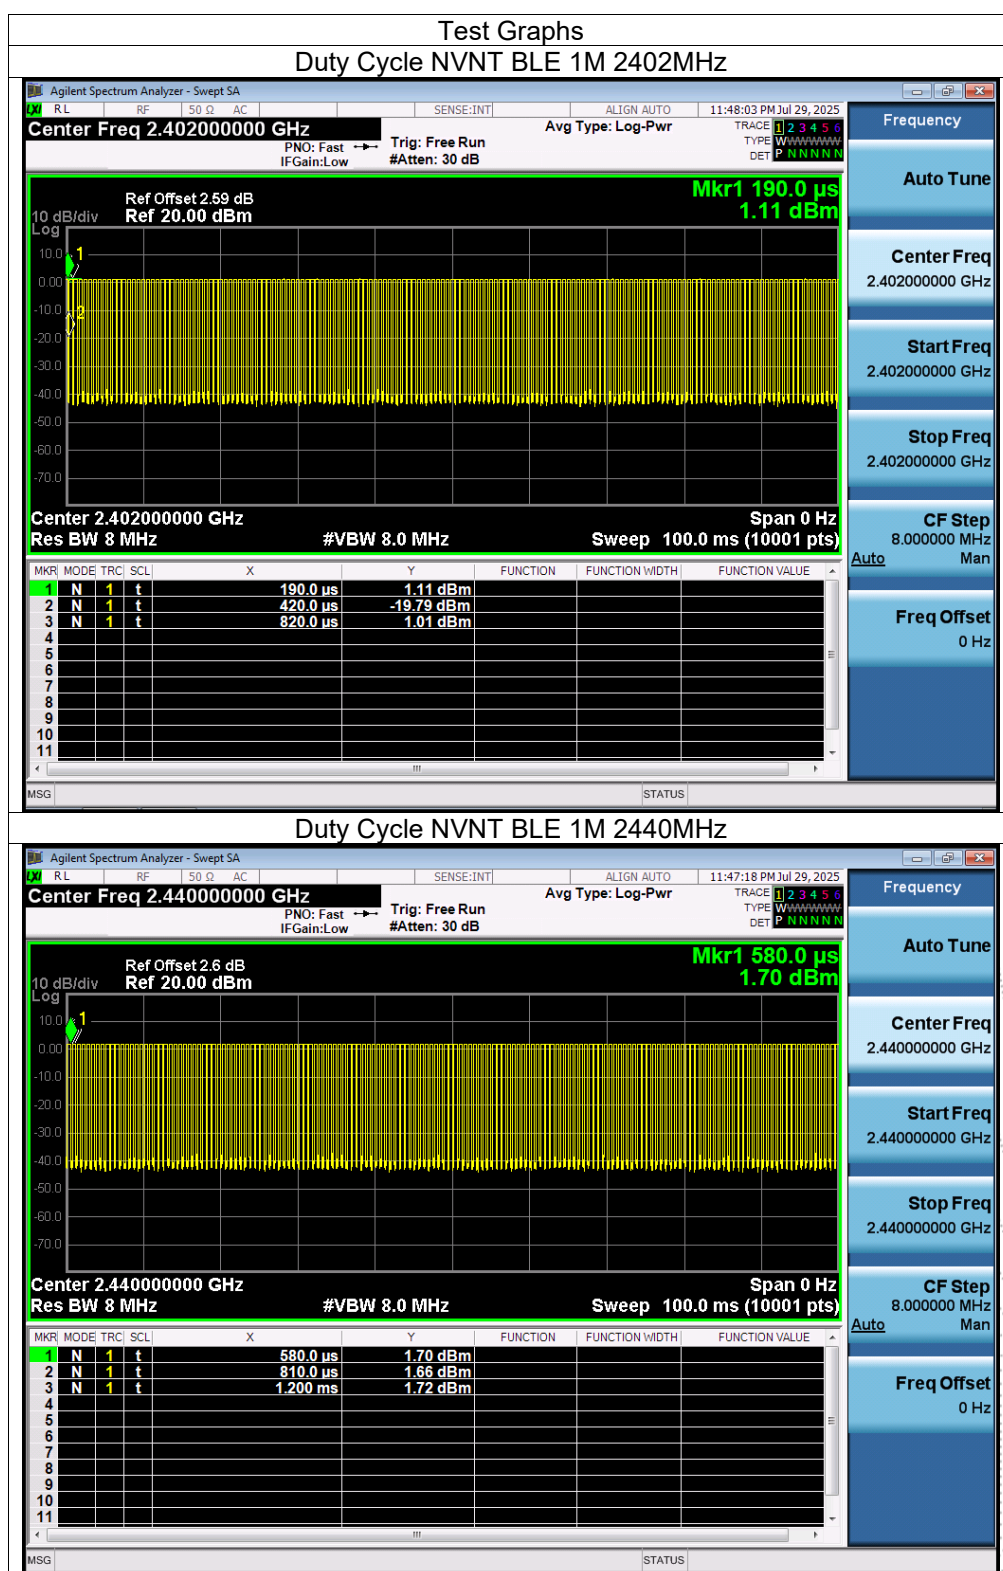 Test Graphs
Duty Cycle NVNT BLE 1M 2402MHz
Agilent Spectrum Analyzer - Swept SA
LXI RL RF 50 Ω AC SENSE:INT ALIGN AUTO 11:48:03 PM Jul 29, 2025
Center Freq 2.402000000 GHz Avg Type: Log-Pwr TRACE 1 2 3 4 5 6
PNO: Fast Trig: Free Run TYPE WWWWWW
IFGain:Low #Atten: 30 dB DET P N N N N N
Frequency
Mkr1 190.0 µs
1.11 dBm
Ref Offset 2.59 dB
10 dB/div Ref 20.00 dBm
Log
10.0
0.00
-10.0
-20.0
-30.0
-40.0
-50.0
-60.0
-70.0
1
2
Center 2.402000000 GHz Span 0 Hz
Res BW 8 MHz #VBW 8.0 MHz Sweep 100.0 ms (10001 pts)
MKR MODE TRC SCL X Y FUNCTION FUNCTION WIDTH FUNCTION VALUE
1 N 1 t 190.0 µs 1.11 dBm
2 N 1 t 420.0 µs -19.79 dBm
3 N 1 t 820.0 µs 1.01 dBm
4
5
6
7
8
9
10
11
MSG STATUS
Auto Tune
Center Freq
2.402000000 GHz
Start Freq
2.402000000 GHz
Stop Freq
2.402000000 GHz
CF Step
8.000000 MHz
Auto Man
Freq Offset
0 Hz
Duty Cycle NVNT BLE 1M 2440MHz
Agilent Spectrum Analyzer - Swept SA
LXI RL RF 50 Ω AC SENSE:INT ALIGN AUTO 11:47:18 PM Jul 29, 2025
Center Freq 2.440000000 GHz Avg Type: Log-Pwr TRACE 1 2 3 4 5 6
PNO: Fast Trig: Free Run TYPE WWWWWW
IFGain:Low #Atten: 30 dB DET P N N N N N
Frequency
Mkr1 580.0 µs
1.70 dBm
Ref Offset 2.6 dB
10 dB/div Ref 20.00 dBm
Log
10.0
0.00
-10.0
-20.0
-30.0
-40.0
-50.0
-60.0
-70.0
1
Center 2.440000000 GHz Span 0 Hz
Res BW 8 MHz #VBW 8.0 MHz Sweep 100.0 ms (10001 pts)
MKR MODE TRC SCL X Y FUNCTION FUNCTION WIDTH FUNCTION VALUE
1 N 1 t 580.0 µs 1.70 dBm
2 N 1 t 810.0 µs 1.66 dBm
3 N 1 t 1.200 ms 1.72 dBm
4
5
6
7
8
9
10
11
MSG STATUS
Auto Tune
Center Freq
2.440000000 GHz
Start Freq
2.440000000 GHz
Stop Freq
2.440000000 GHz
CF Step
8.000000 MHz
Auto Man
Freq Offset
0 Hz